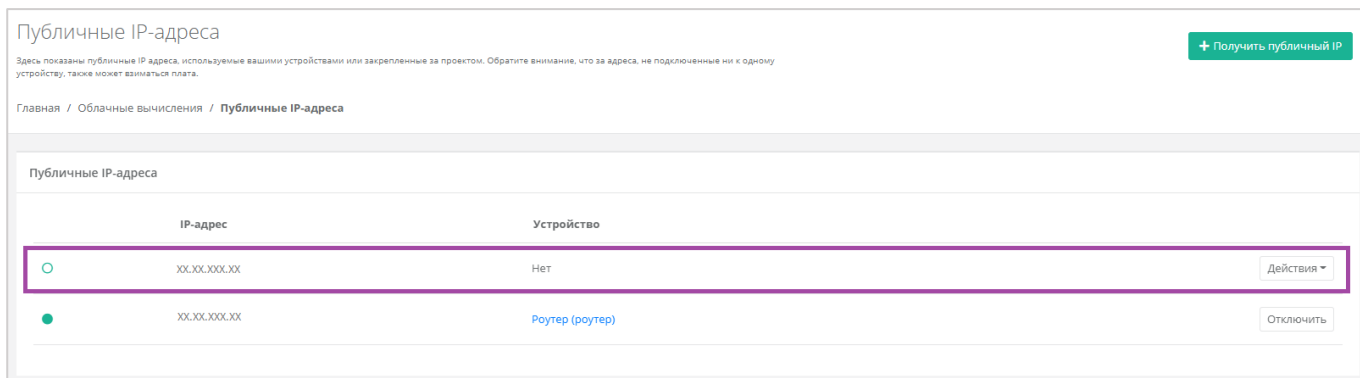 Публичные IP-адреса
+ Получить публичный IP
Здесь показаны публичные IP адреса, используемые вашими устройствами или закрепленные за проектом. Обратите внимание, что за адреса, не подключенные ни к одному
устройству, также может взиматься плата.
Главная / Облачные вычисления / Публичные IP-адреса
Публичные IP-адреса
IP-адрес Устройство
XX.XX.XXX.XX Нет Действия
XX.XX.XXX.XX Роутер (роутер) Отключить